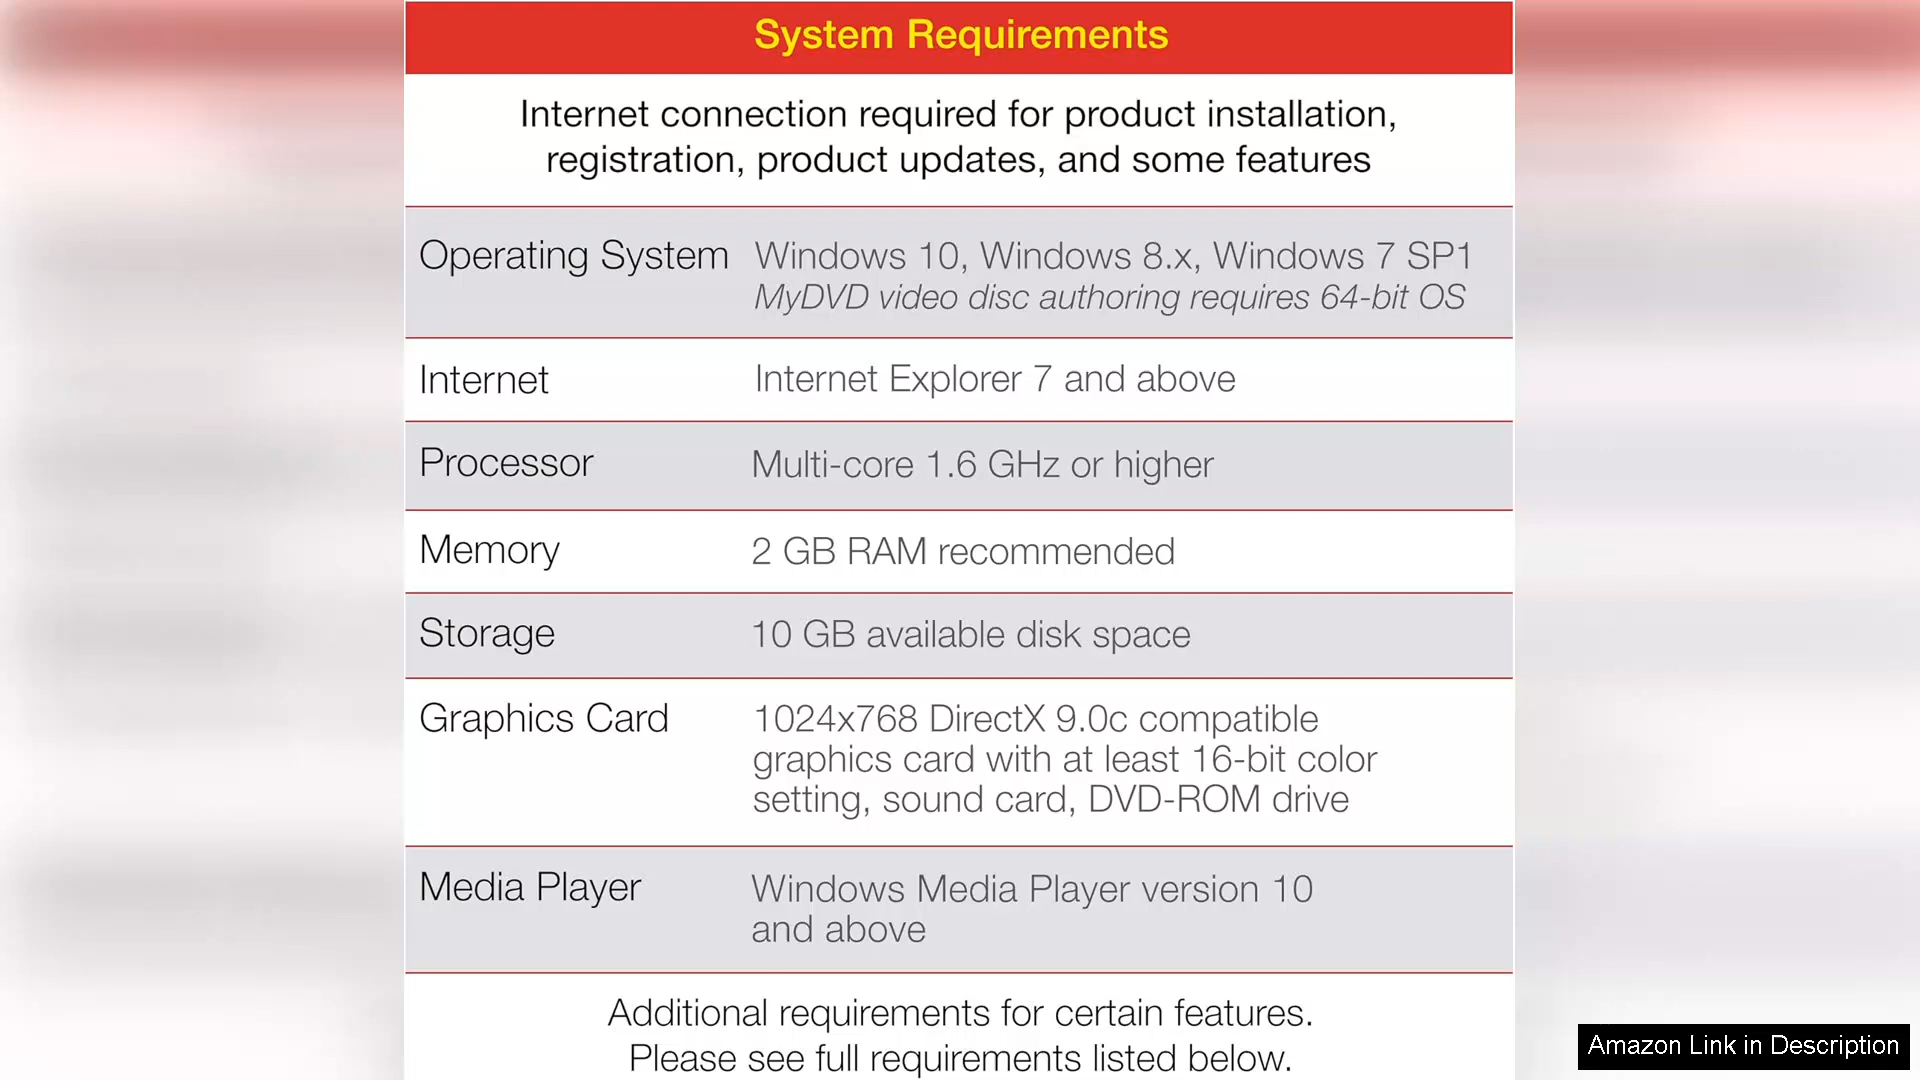 System Requirements
Internet connection required for product installation,
registration, product updates, and some features
Operating System Windows 10, Windows 8.x, Windows 7 SP1
MyDVD video disc authoring requires 64-bit OS
Internet Internet Explorer 7 and above
Processor Multi-core 1.6 GHz or higher
Memory 2 GB RAM recommended
Storage 10 GB available disk space
Graphics Card 1024x768 DirectX 9.0c compatible
graphics card with at least 16-bit color
setting, sound card, DVD-ROM drive
Media Player Windows Media Player version 10
and above
Additional requirements for certain features.
Please see full requirements listed below.
Amazon Link in Description